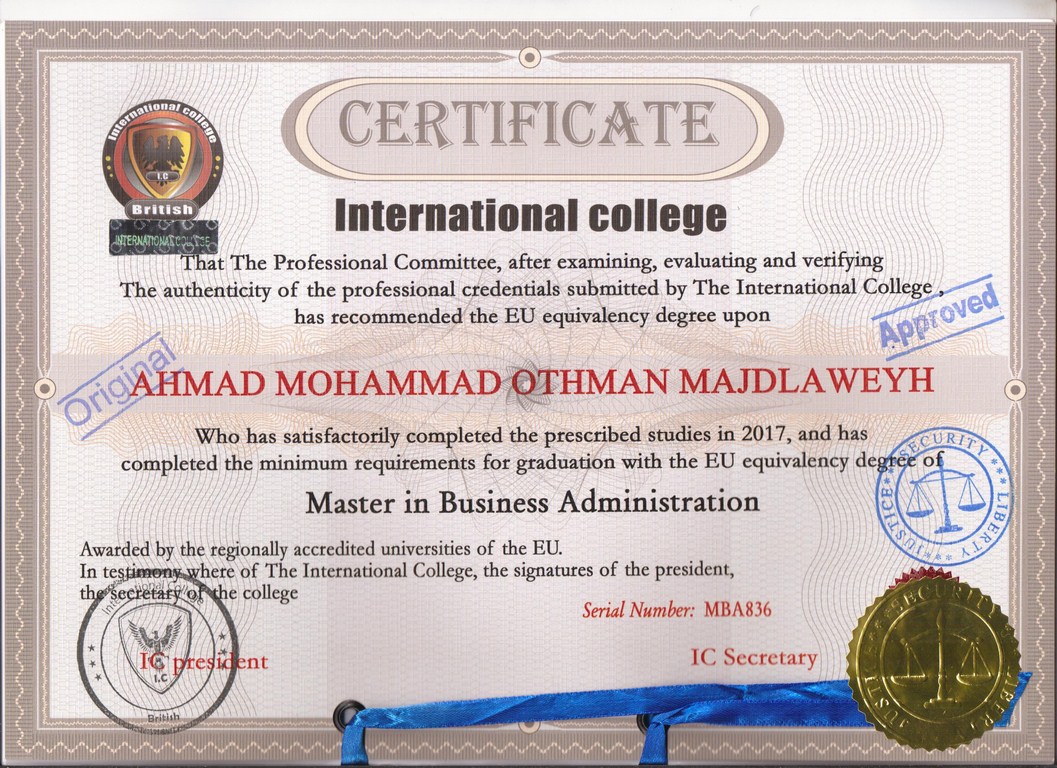 CERTIFICATE
International college
I.C
British
INTERNATIONAL COLLEGE
International college
That The Professional Committee, after examining, evaluating and verifying
The authenticity of the professional credentials submitted by The International College ,
has recommended the EU equivalency degree upon
Approved
Original
AHMAD MOHAMMAD OTHMAN MAJDLAWEYH
Who has satisfactorily completed the prescribed studies in 2017, and has
completed the minimum requirements for graduation with the EU equivalency degree of
Master in Business Administration
SECURITY LIBERTY JUSTICE
Awarded by the regionally accredited universities of the EU.
In testimony where of The International College, the signatures of the president,
the secretary of the college
Serial Number: MBA836
International College
I.C
British
IC president
IC Secretary
SECURITY